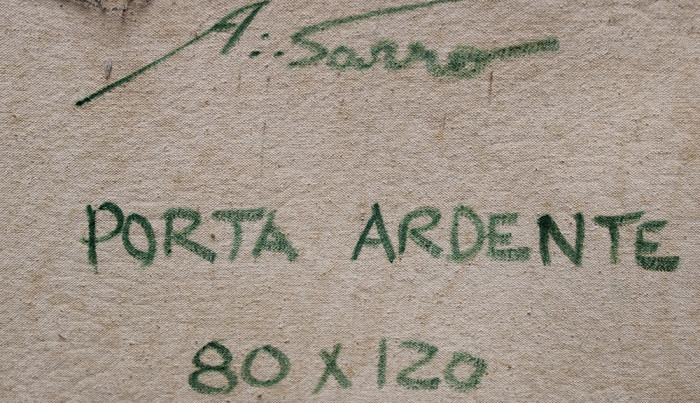 A:: Sarro
PORTA ARDENTE
80 X 120